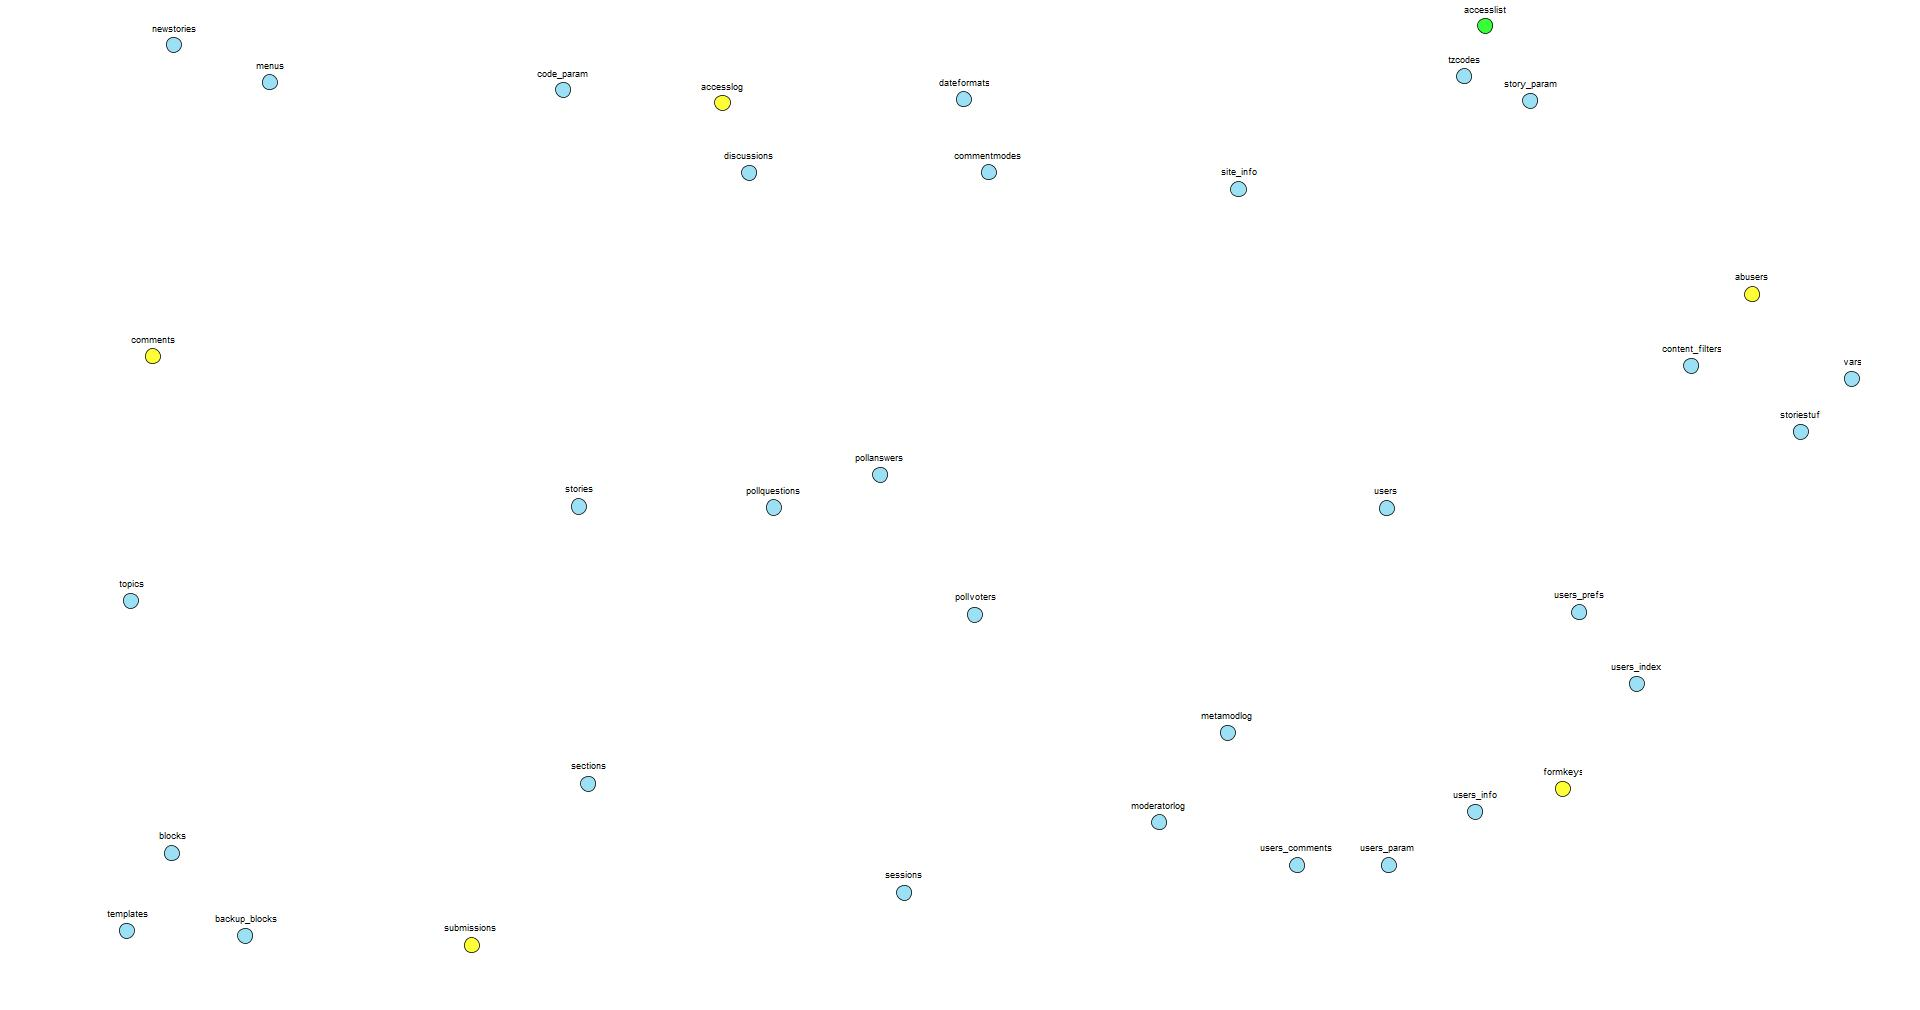 accesslist
newstories
menus
tzcodes
code_param
dateformats
story_param
accesslog
discussions
commentmodes
site_info
abusers
comments
content_filters
vars
storiestuf
pollanswers
stories
pollquestions
users
topics
users_prefs
pollvoters
users_index
metamodlog
sections
formkeys
users_info
moderatorlog
blocks
users_comments
users_param
sessions
templates
backup_blocks
submissions